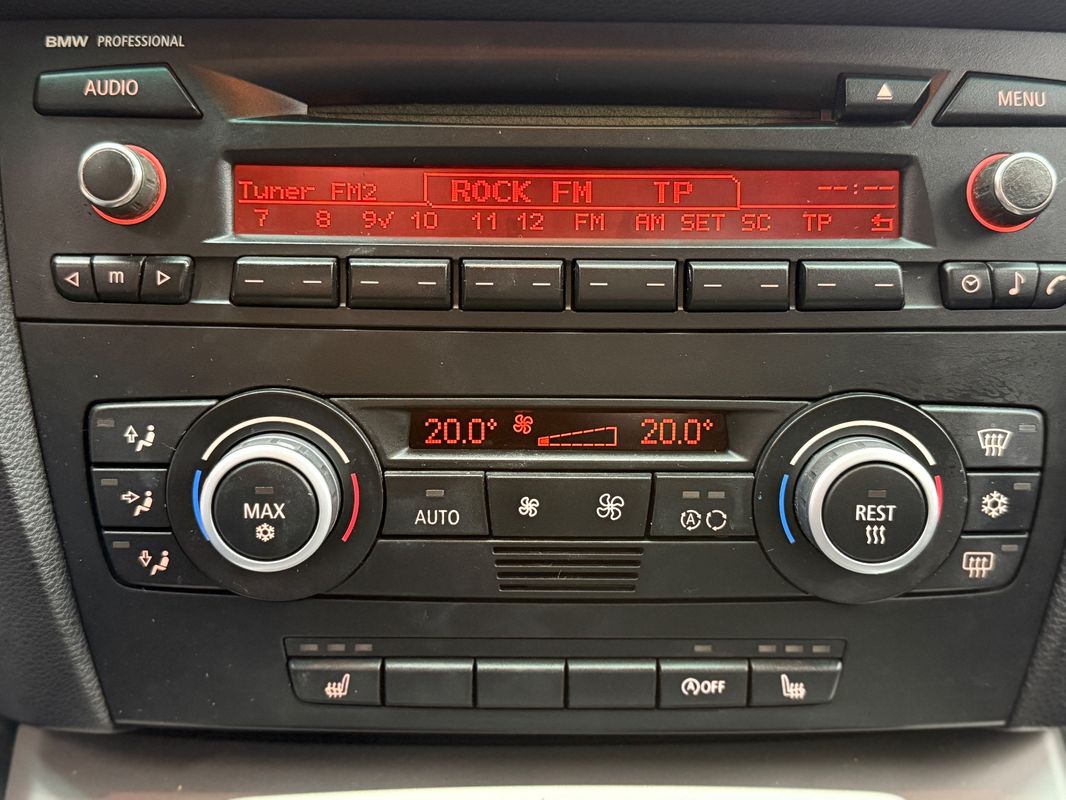 BMW PROFESSIONAL
AUDIO
MENU
Tuner FM2 ROCK FM TP --:--
7 8 9v 10 11 12 FM AM SET SC TP
m
20.0° 20.0°
MAX
AUTO
A
REST
A OFF